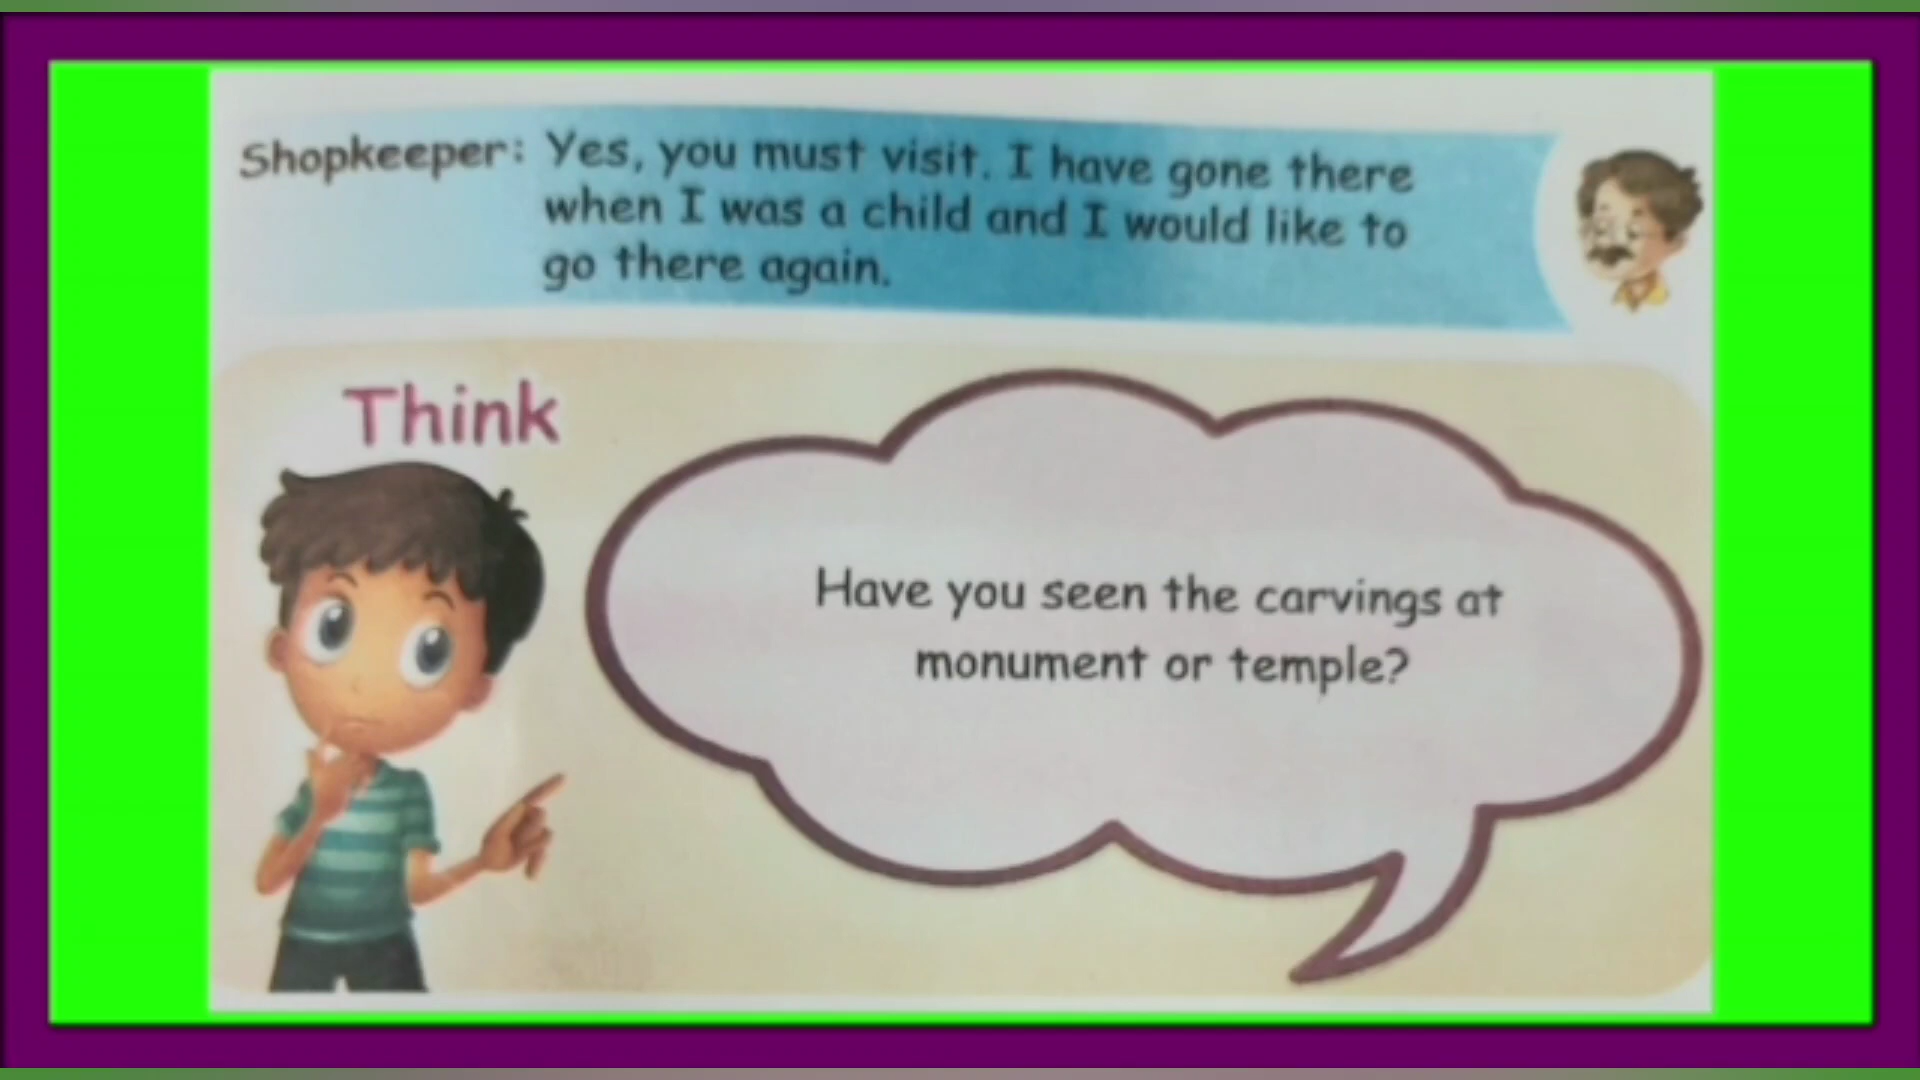 Shopkeeper: Yes, you must visit. I have gone there
when I was a child and I would like to
go there again.
Think
Have you seen the carvings at
monument or temple?